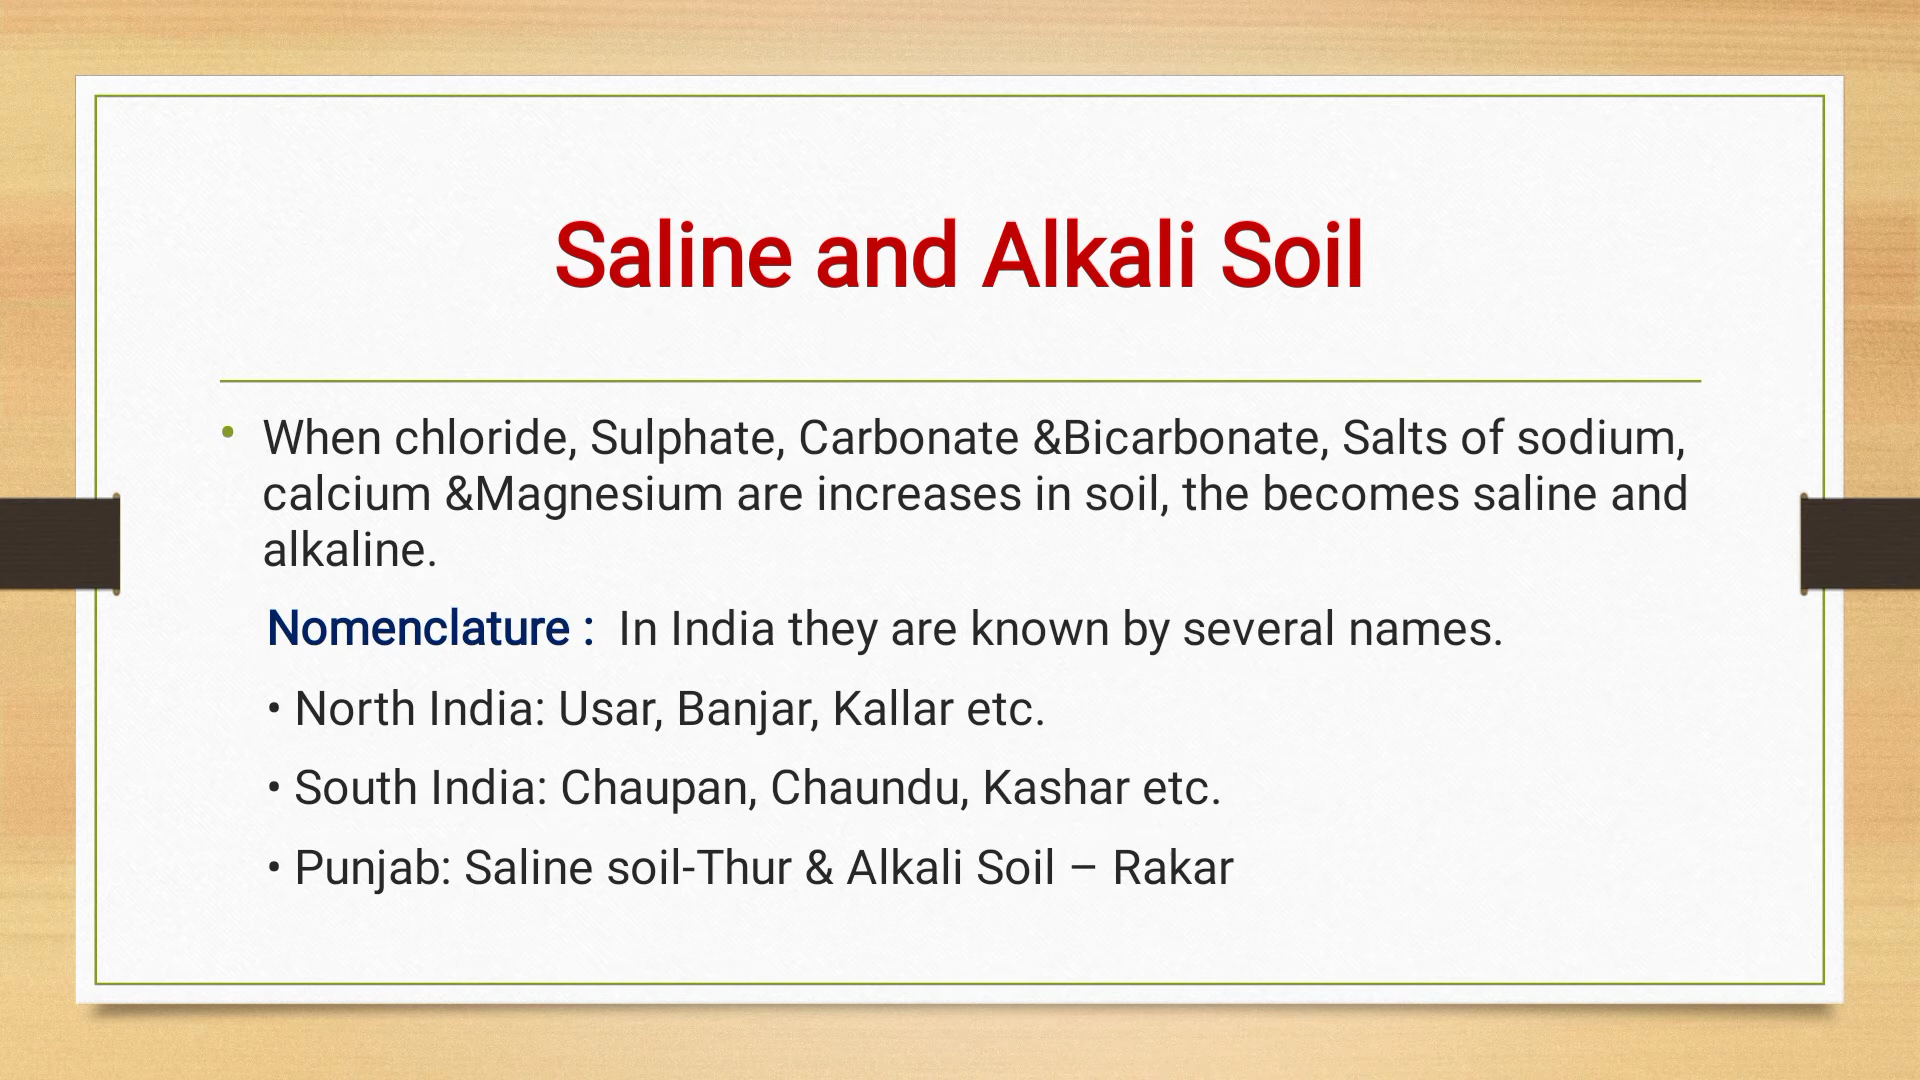 Saline and Alkali Soil
• When chloride, Sulphate, Carbonate &Bicarbonate, Salts of sodium,
calcium &Magnesium are increases in soil, the becomes saline and
alkaline.
Nomenclature : In India they are known by several names.
• North India: Usar, Banjar, Kallar etc.
• South India: Chaupan, Chaundu, Kashar etc.
• Punjab: Saline soil-Thur & Alkali Soil – Rakar